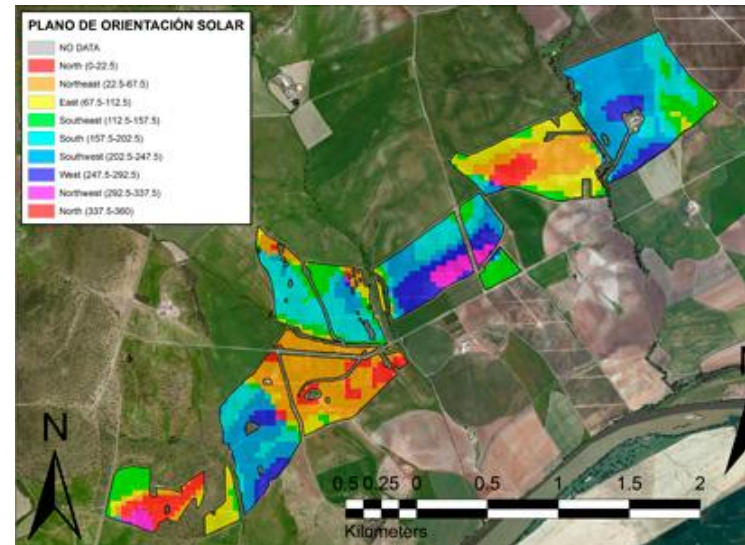 PLANO DE ORIENTACIÓN SOLAR
NO DATA
North (0-22.5)
Northeast (22.5-67.5)
East (67.5-112.5)
Southeast (112.5-157.5)
South (157.5-202.5)
Southwest (202.5-247.5)
West (247.5-292.5)
Northwest (292.5-337.5)
North (337.5-360)
N
0.5 0.25 0 0.5 1 1.5 2
Kilometers